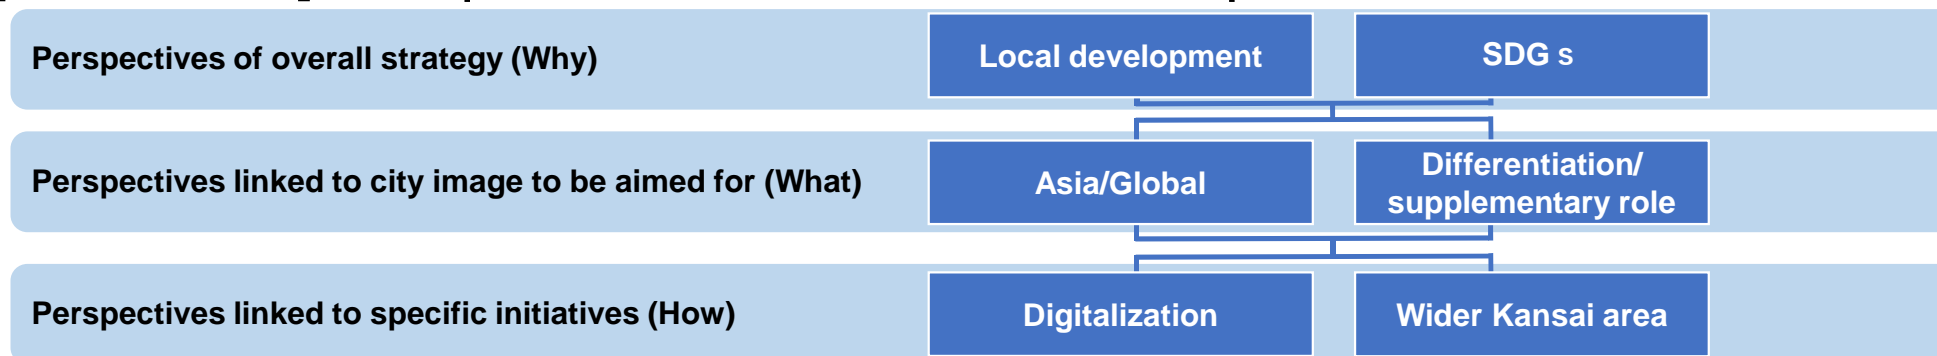 Perspectives of overall strategy (Why)
Local development
SDG s
Perspectives linked to city image to be aimed for (What)
Asia/Global
Differentiation/
supplementary role
Perspectives linked to specific initiatives (How)
Digitalization
Wider Kansai area